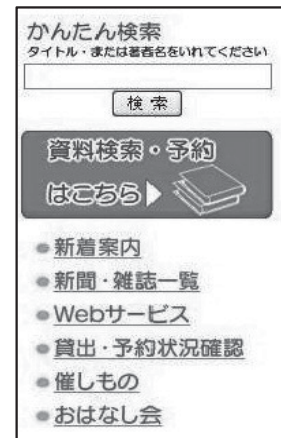 かんたん検索
タイトル・または著者名をいれてください
検索
資料検索・予約
はこちら
新着案内
新聞・雑誌一覧
Webサービス
貸出・予約状況確認
催しもの
おはなし会